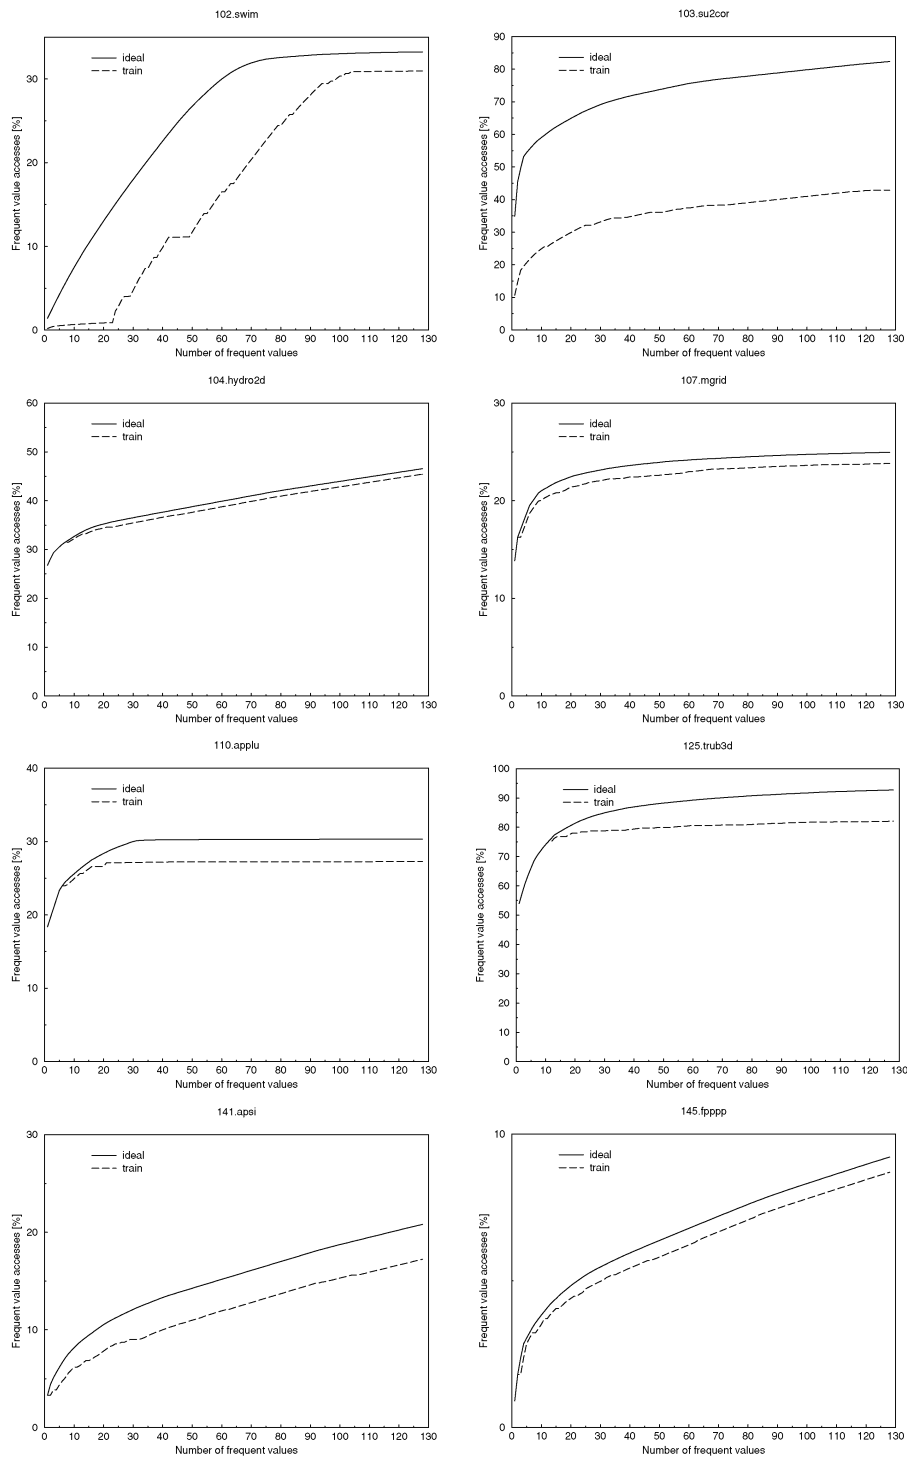 102.swim
103.su2cor
Frequent value accesses [%]
ideal
train
30
20
10
0
0 10 20 30 40 50 60 70 80 90 100 110 120 130
Number of frequent values
Frequent value accesses [%]
ideal
train
90
80
70
60
50
40
30
20
10
0
0 10 20 30 40 50 60 70 80 90 100 110 120 130
Number of frequent values
104.hydro2d
107.mgrid
Frequent value accesses [%]
ideal
train
60
50
40
30
20
10
0
0 10 20 30 40 50 60 70 80 90 100 110 120 130
Number of frequent values
Frequent value accesses [%]
ideal
train
30
20
10
0
0 10 20 30 40 50 60 70 80 90 100 110 120 130
Number of frequent values
110.applu
125.trub3d
Frequent value accesses [%]
ideal
train
40
30
20
10
0
0 10 20 30 40 50 60 70 80 90 100 110 120 130
Number of frequent values
Frequent value accesses [%]
ideal
train
100
90
80
70
60
50
40
30
20
10
0
0 10 20 30 40 50 60 70 80 90 100 110 120 130
Number of frequent values
141.apsi
145.fpppp
Frequent value accesses [%]
ideal
train
30
20
10
0
0 10 20 30 40 50 60 70 80 90 100 110 120 130
Number of frequent values
Frequent value accesses [%]
ideal
train
10
0
0 10 20 30 40 50 60 70 80 90 100 110 120 130
Number of frequent values